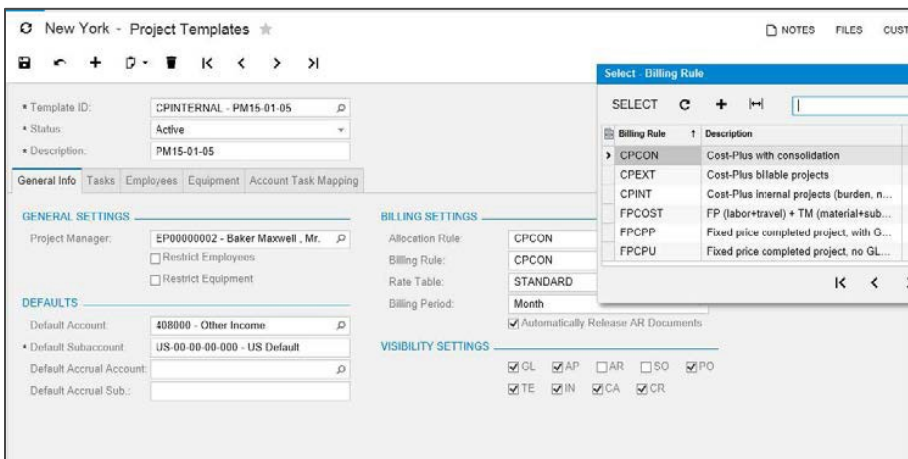 New York - Project Templates
NOTES FILES CUST
Template ID: CPINTERNAL - PM15-01-05
Status: Active
Description: PM15-01-05
General Info Tasks Employees Equipment Account Task Mapping
GENERAL SETTINGS
Project Manager: EP00000002 - Baker Maxwell , Mr.
Restrict Employees
Restrict Equipment
DEFAULTS
Default Account: 408000 - Other Income
Default Subaccount: US-00-00-00-000 - US Default
Default Accrual Account:
Default Accrual Sub.:
BILLING SETTINGS
Allocation Rule: CPCON
Billing Rule: CPCON
Rate Table: STANDARD
Billing Period: Month
Automatically Release AR Documents
VISIBILITY SETTINGS
GL AP AR SO PO
TE IN CA CR
Select - Billing Rule
SELECT
Billing Rule Description
CPCON Cost-Plus with consolidation
CPEXT Cost-Plus billable projects
CPINT Cost-Plus internal projects (burden, n...
FPCOST FP (labor+travel) + TM (material+sub...
FPCPP Fixed price completed project, with G...
FPCPU Fixed price completed project, no GL...